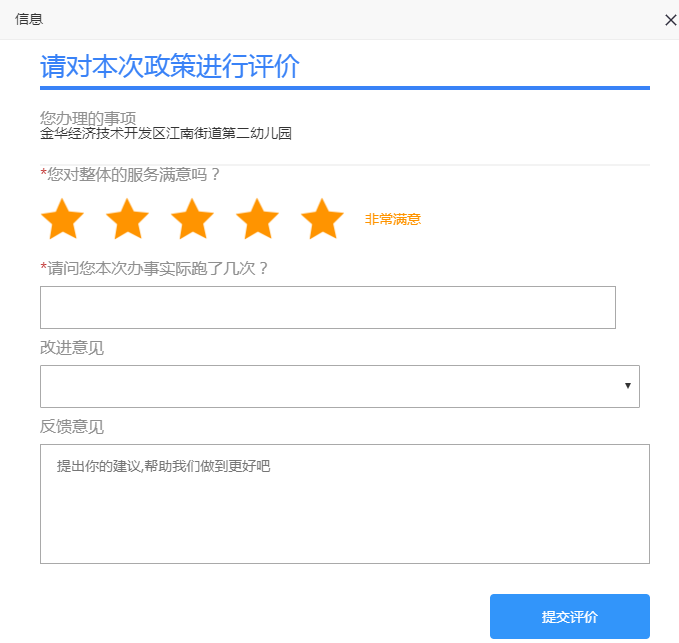 信息
请对本次政策进行评价
您办理的事项
金华经济技术开发区江南街道第二幼儿园
*您对整体的服务满意吗？
非常满意
*请问您本次办事实际跑了几次？
改进意见
反馈意见
提出你的建议,帮助我们做到更好吧
提交评价